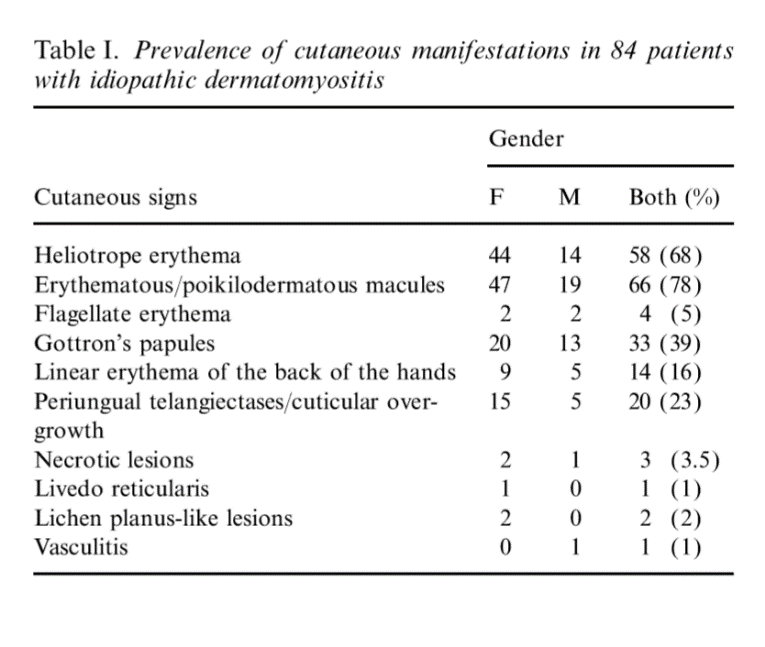 Table I. Prevalence of cutaneous manifestations in 84 patients
with idiopathic dermatomyositis
Gender
Cutaneous signs F M Both (%)
Heliotrope erythema 44 14 58 (68)
Erythematous/poikilodermatous macules 47 19 66 (78)
Flagellate erythema 2 2 4 (5)
Gottron's papules 20 13 33 (39)
Linear erythema of the back of the hands 9 5 14 (16)
Periungual telangiectases/cuticular over- 15 5 20 (23)
growth
Necrotic lesions 2 1 3 (3.5)
Livedo reticularis 1 0 1 (1)
Lichen planus-like lesions 2 0 2 (2)
Vasculitis 0 1 1 (1)